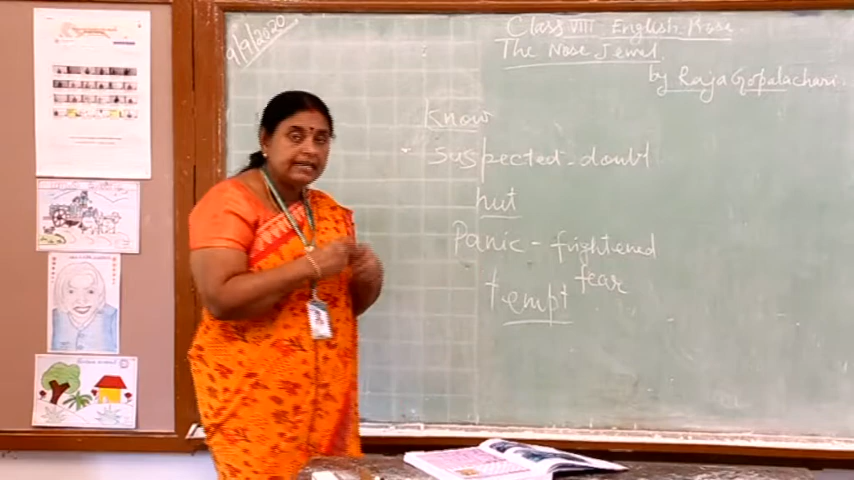 19/9/2020
Class VIII English Prose
The Nose Jewel
by Raja Gopalachari
Know
Suspected - doubt
hut
Panic - frightened
fear
tempt